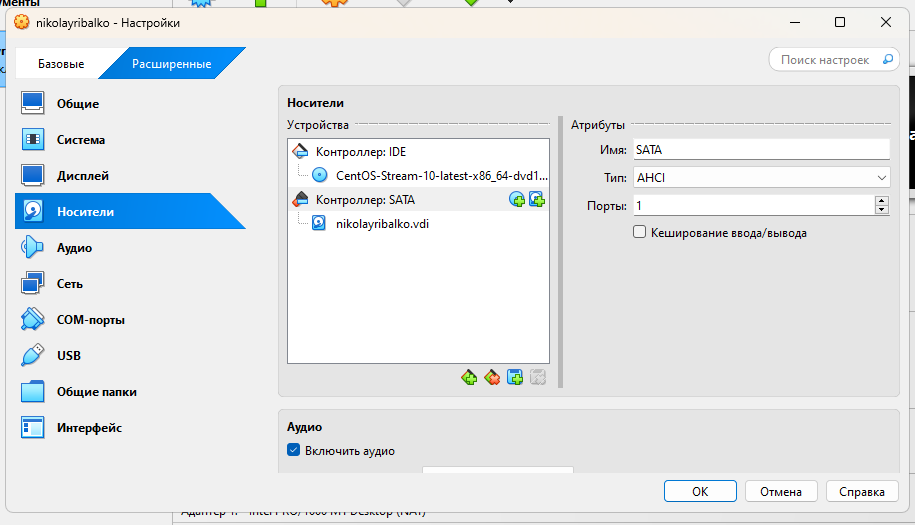 nikolayribalko - Настройки
Базовые
Расширенные
Поиск настроек
Общие
Система
Дисплей
Носители
Аудио
Сеть
COM-порты
USB
Общие папки
Интерфейс
Носители
Устройства
Контроллер: IDE
CentOS-Stream-10-latest-x86_64-dvd1...
Контроллер: SATA
nikolayribalko.vdi
Атрибуты
Имя: SATA
Тип: AHCI
Порты: 1
Кеширование ввода/вывода
Аудио
Включить аудио
OK
Отмена
Справка